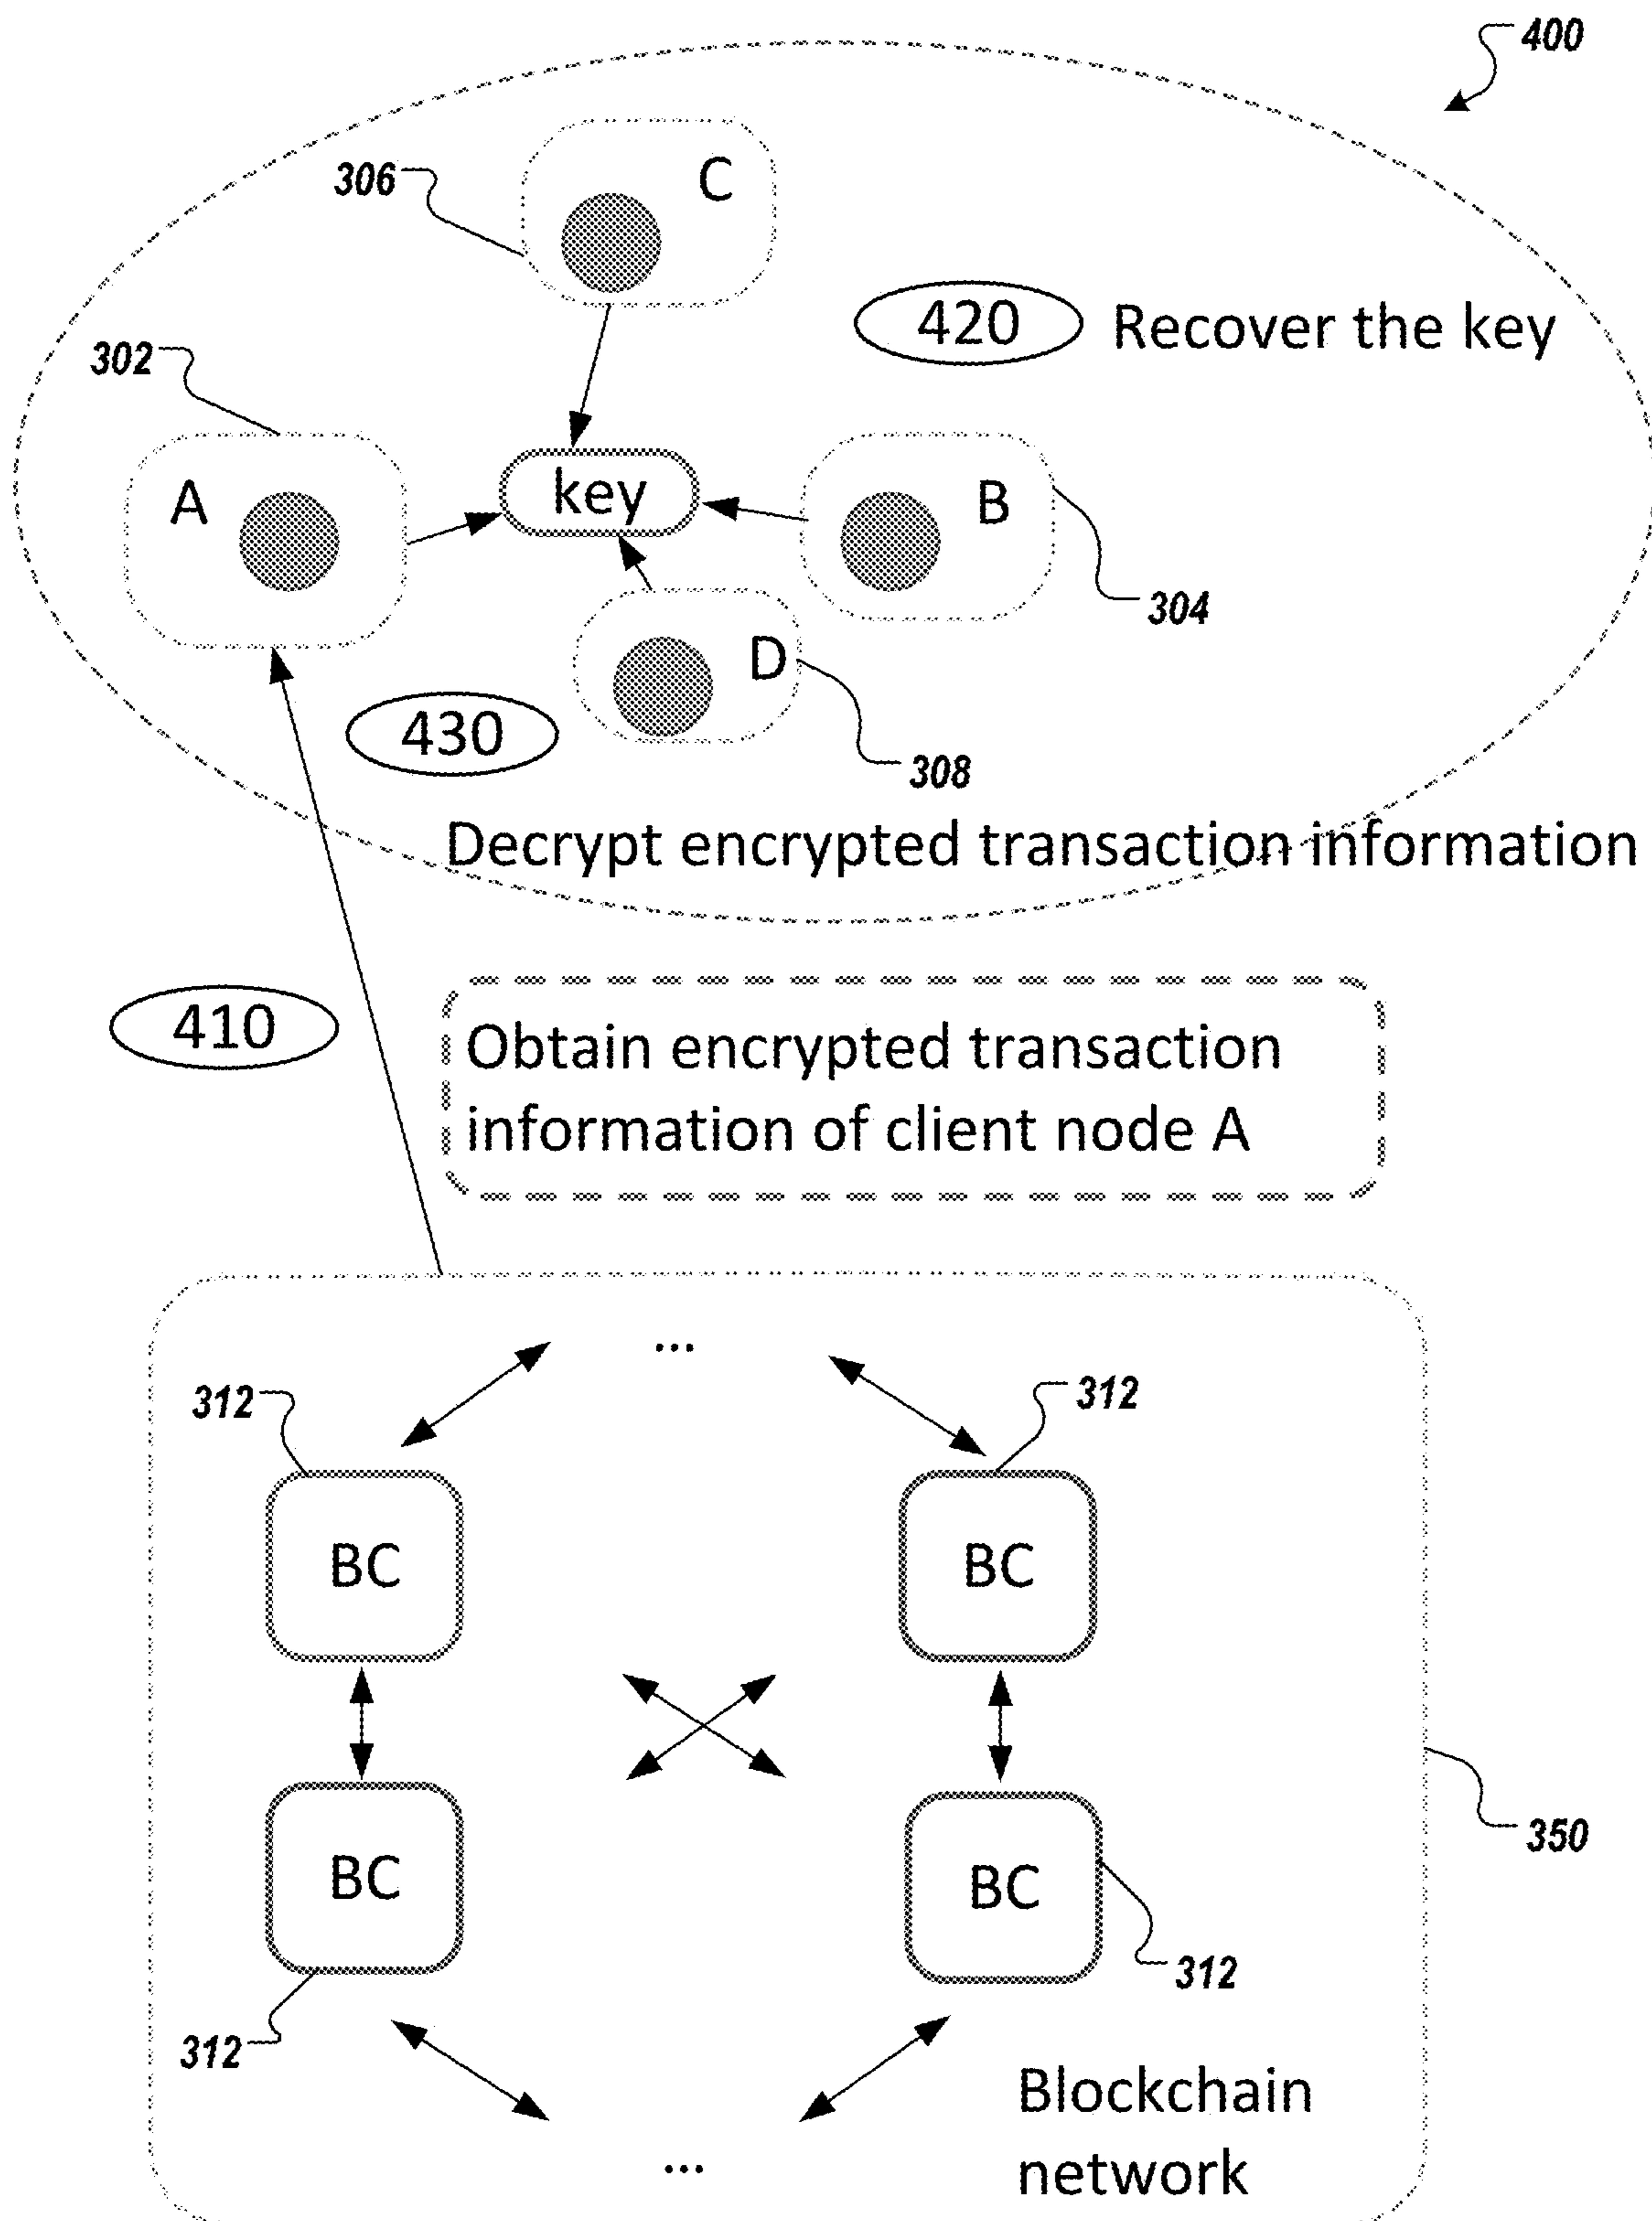 400
306
C
420 Recover the key
302
A
key
B
304
D
430
308
Decrypt encrypted transaction information
410
Obtain encrypted transaction
information of client node A
...
312
312
BC
BC
350
BC
BC
312
312
Blockchain
network
...